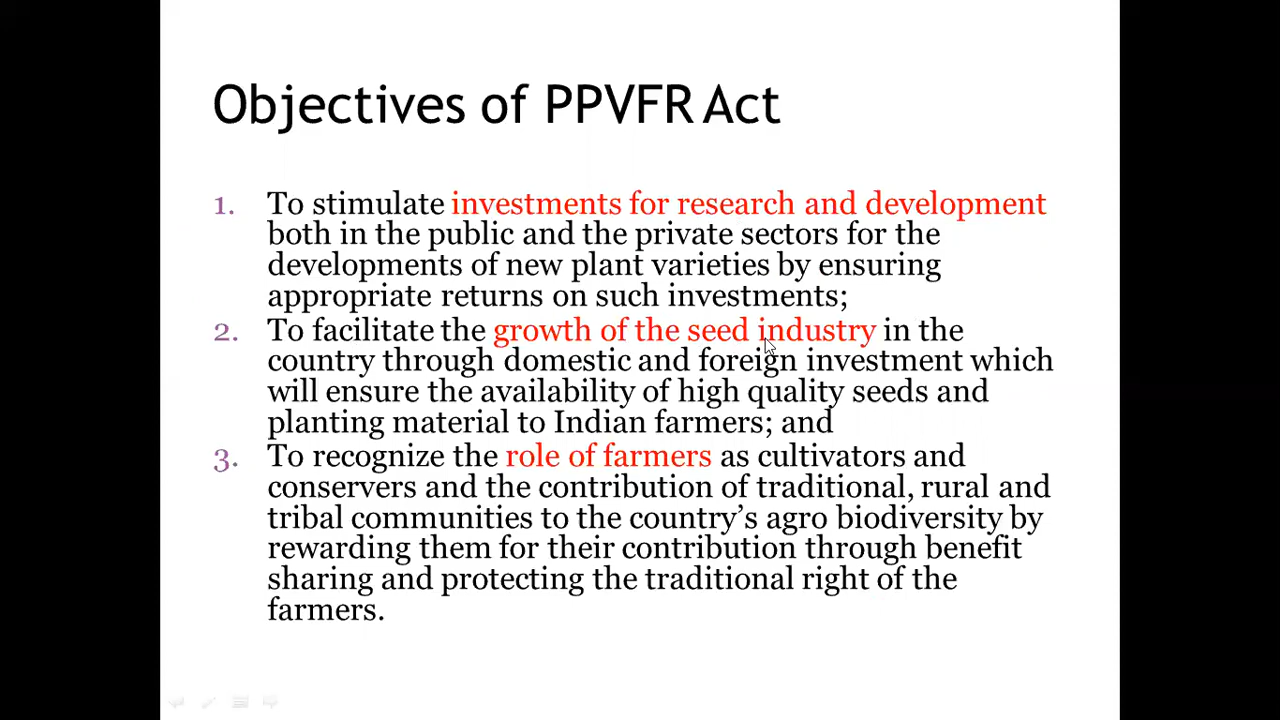 Objectives of PPVFR Act
1. To stimulate investments for research and development
both in the public and the private sectors for the
developments of new plant varieties by ensuring
appropriate returns on such investments;
2. To facilitate the growth of the seed industry in the
country through domestic and foreign investment which
will ensure the availability of high quality seeds and
planting material to Indian farmers; and
3. To recognize the role of farmers as cultivators and
conservers and the contribution of traditional, rural and
tribal communities to the country’s agro biodiversity by
rewarding them for their contribution through benefit
sharing and protecting the traditional right of the
farmers.